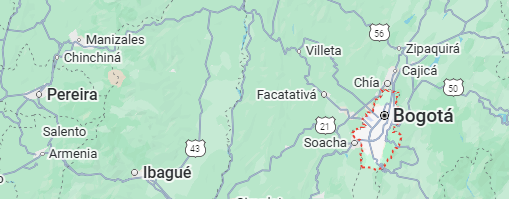 56
Manizales
Villeta
Zipaquirá
Chinchiná
Cajicá
Chía
50
Pereira
Facatativá
Bogotá
21
Salento
Soacha
43
Armenia
Ibagué